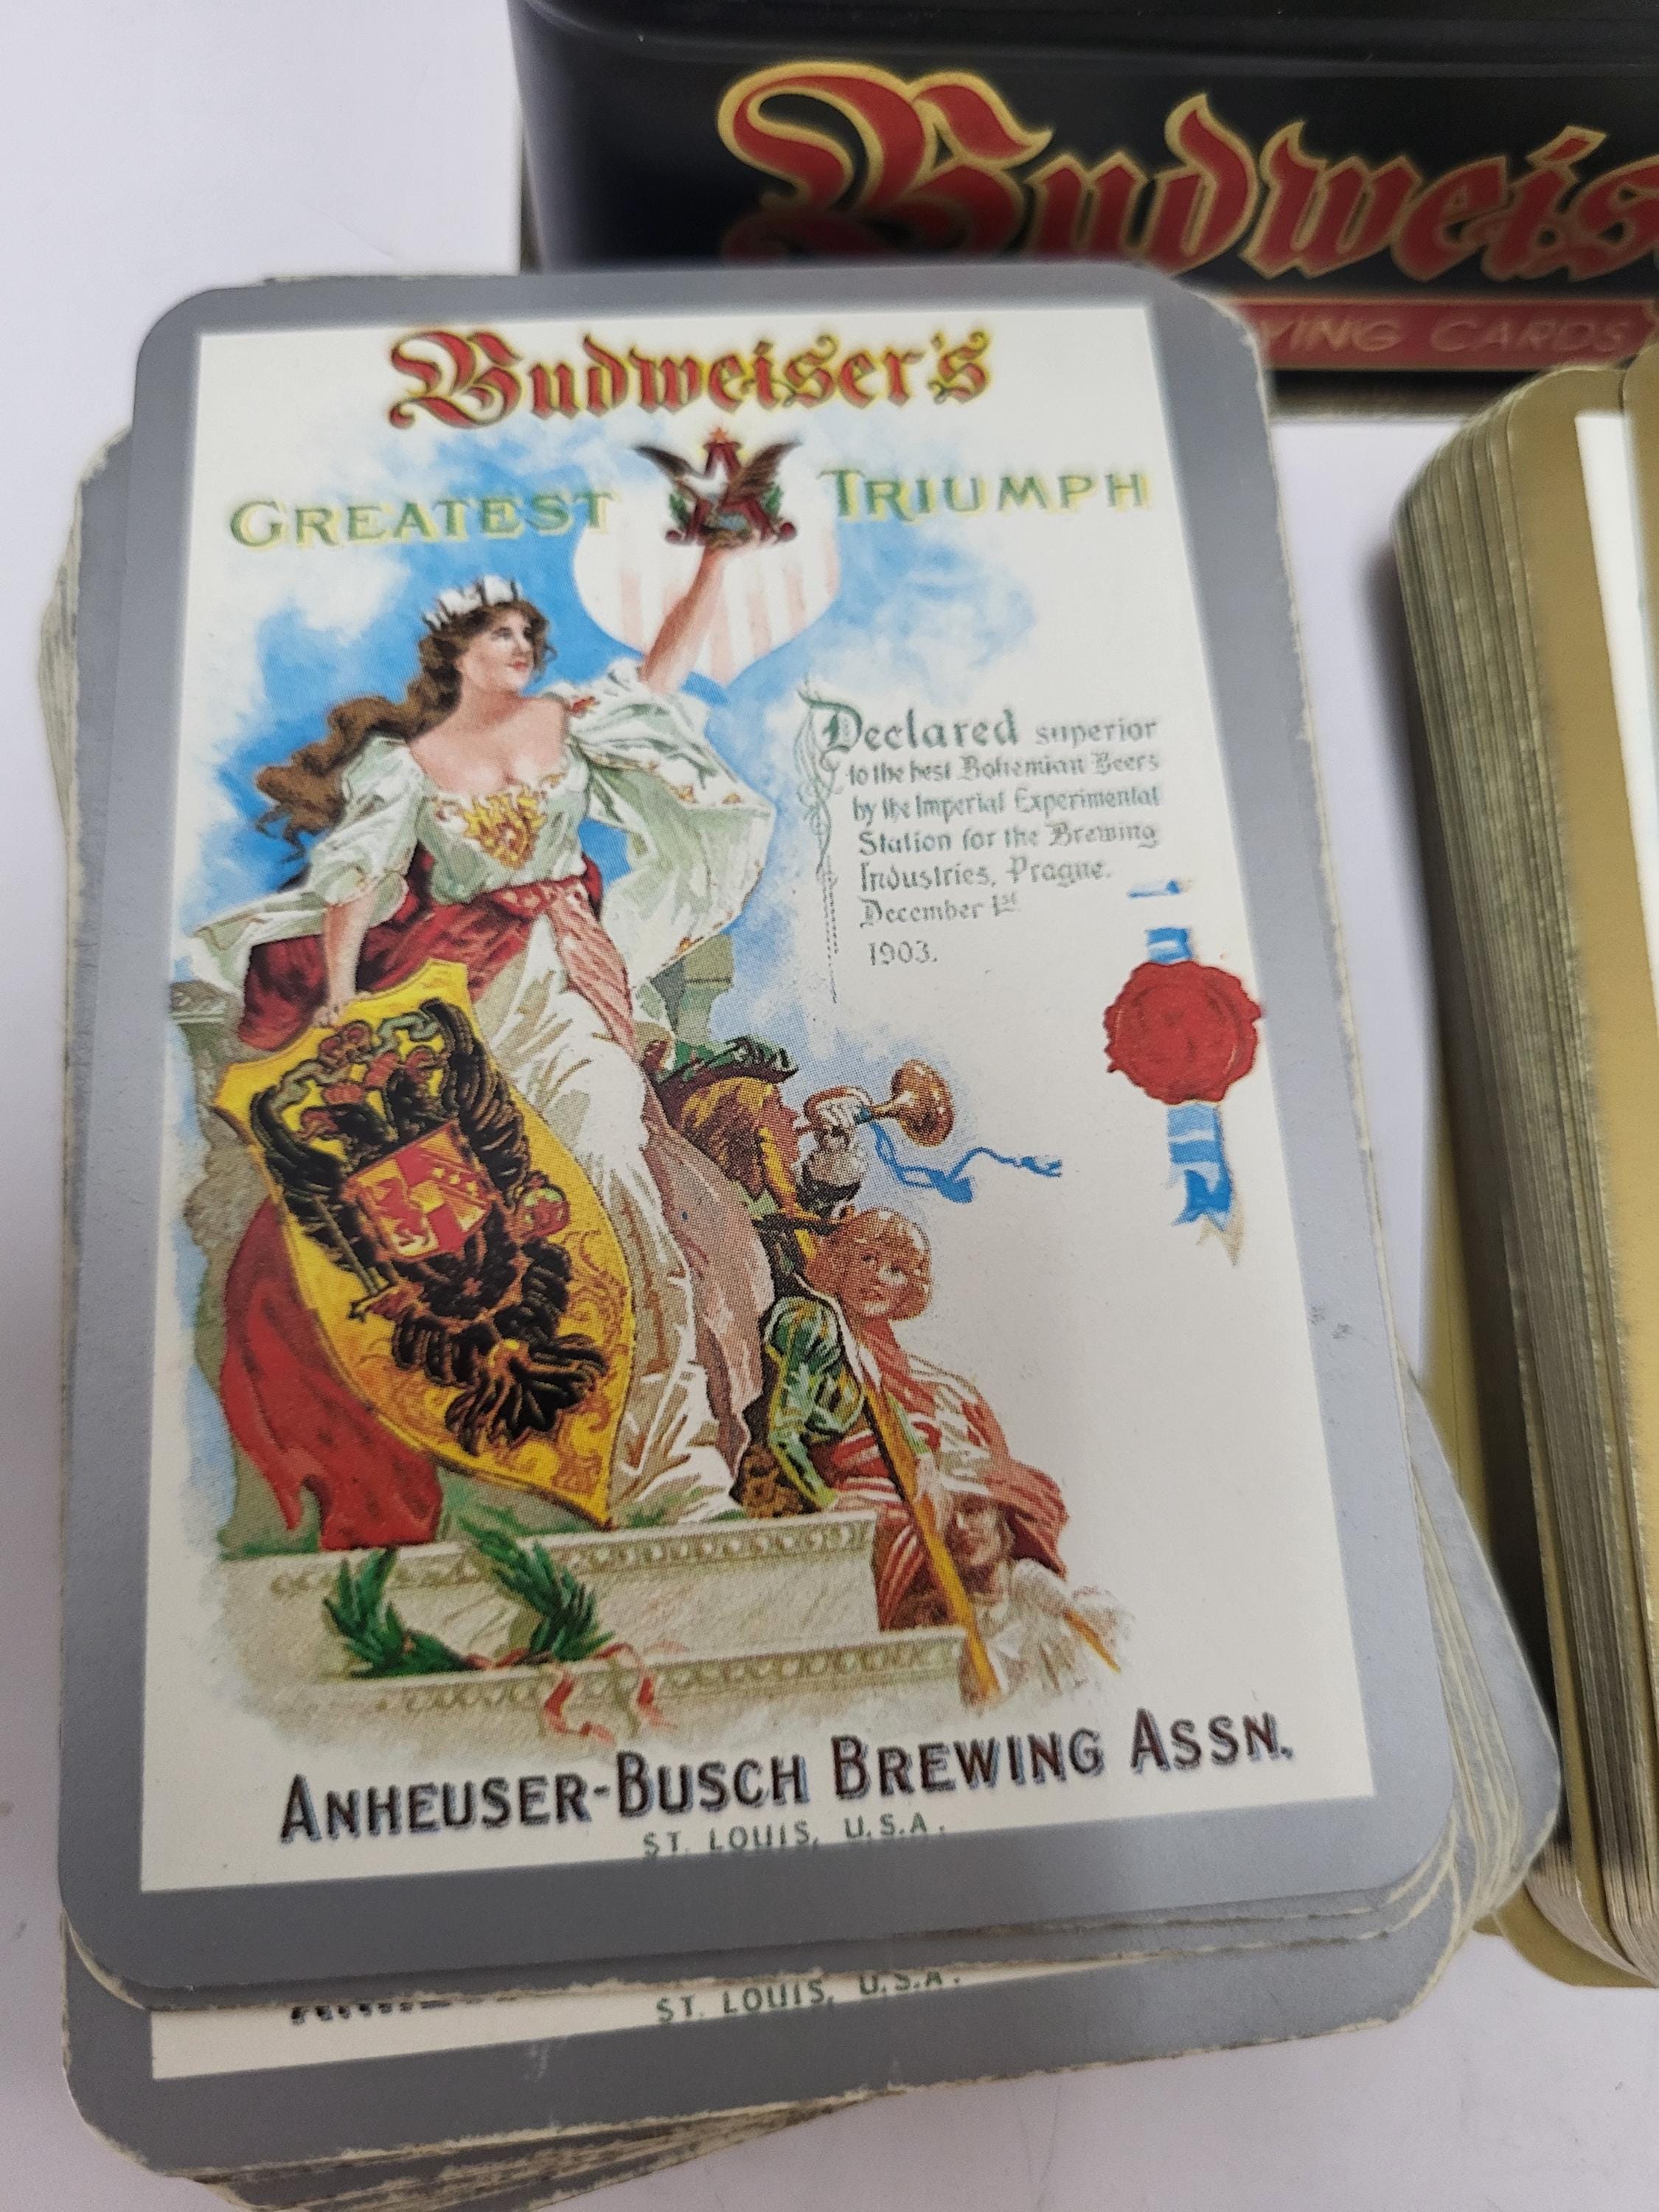 Budweis
YING CARDS
Budweiser's
GREATEST TRIUMPH
Declared superior
to the best Bohemian Beers
by the Imperial Experimental
Station for the Brewing
Industries, Prague.
December 1st
1903.
ANHEUSER-BUSCH BREWING ASSN.
ST. LOUIS, U.S.A.
ST. LOUIS, U.S.A.